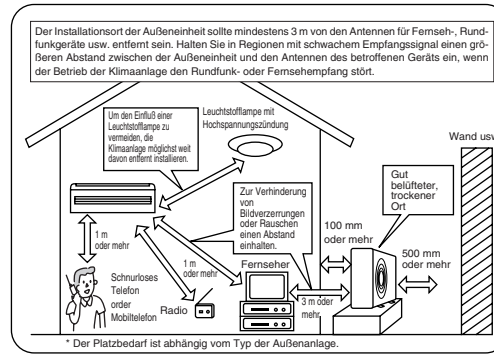 Der Installationsort der Außeneinheit sollte mindestens 3 m von den Antennen für Fernseh-, Rund-
funkgeräte usw. entfernt sein. Halten Sie in Regionen mit schwachem Empfangssignal einen grö-
ßeren Abstand zwischen der Außeneinheit und den Antennen des betroffenen Geräts ein, wenn
der Betrieb der Klimaanlage den Rundfunk- oder Fernsehempfang stört.
Um den Einfluß einer
Leuchtstofflampe zu
vermeiden, die
Klimaanlage möglichst weit
davon entfernt installieren.
Leuchtstofflampe mit
Hochspannungszündung
Wand usw
Gut
belüfteter,
trockener
Ort
Zur Verhinderung
von
Bildverzerrungen
oder Rauschen
einen Abstand
einhalten.
100 mm
oder mehr
500 mm
oder mehr
1 m
oder mehr
1 m
oder mehr
Fernseher
3 m oder
mehr
Schnurloses
Telefon
order
Mobiltelefon
Radio
* Der Platzbedarf ist abhängig vom Typ der Außenanlage.